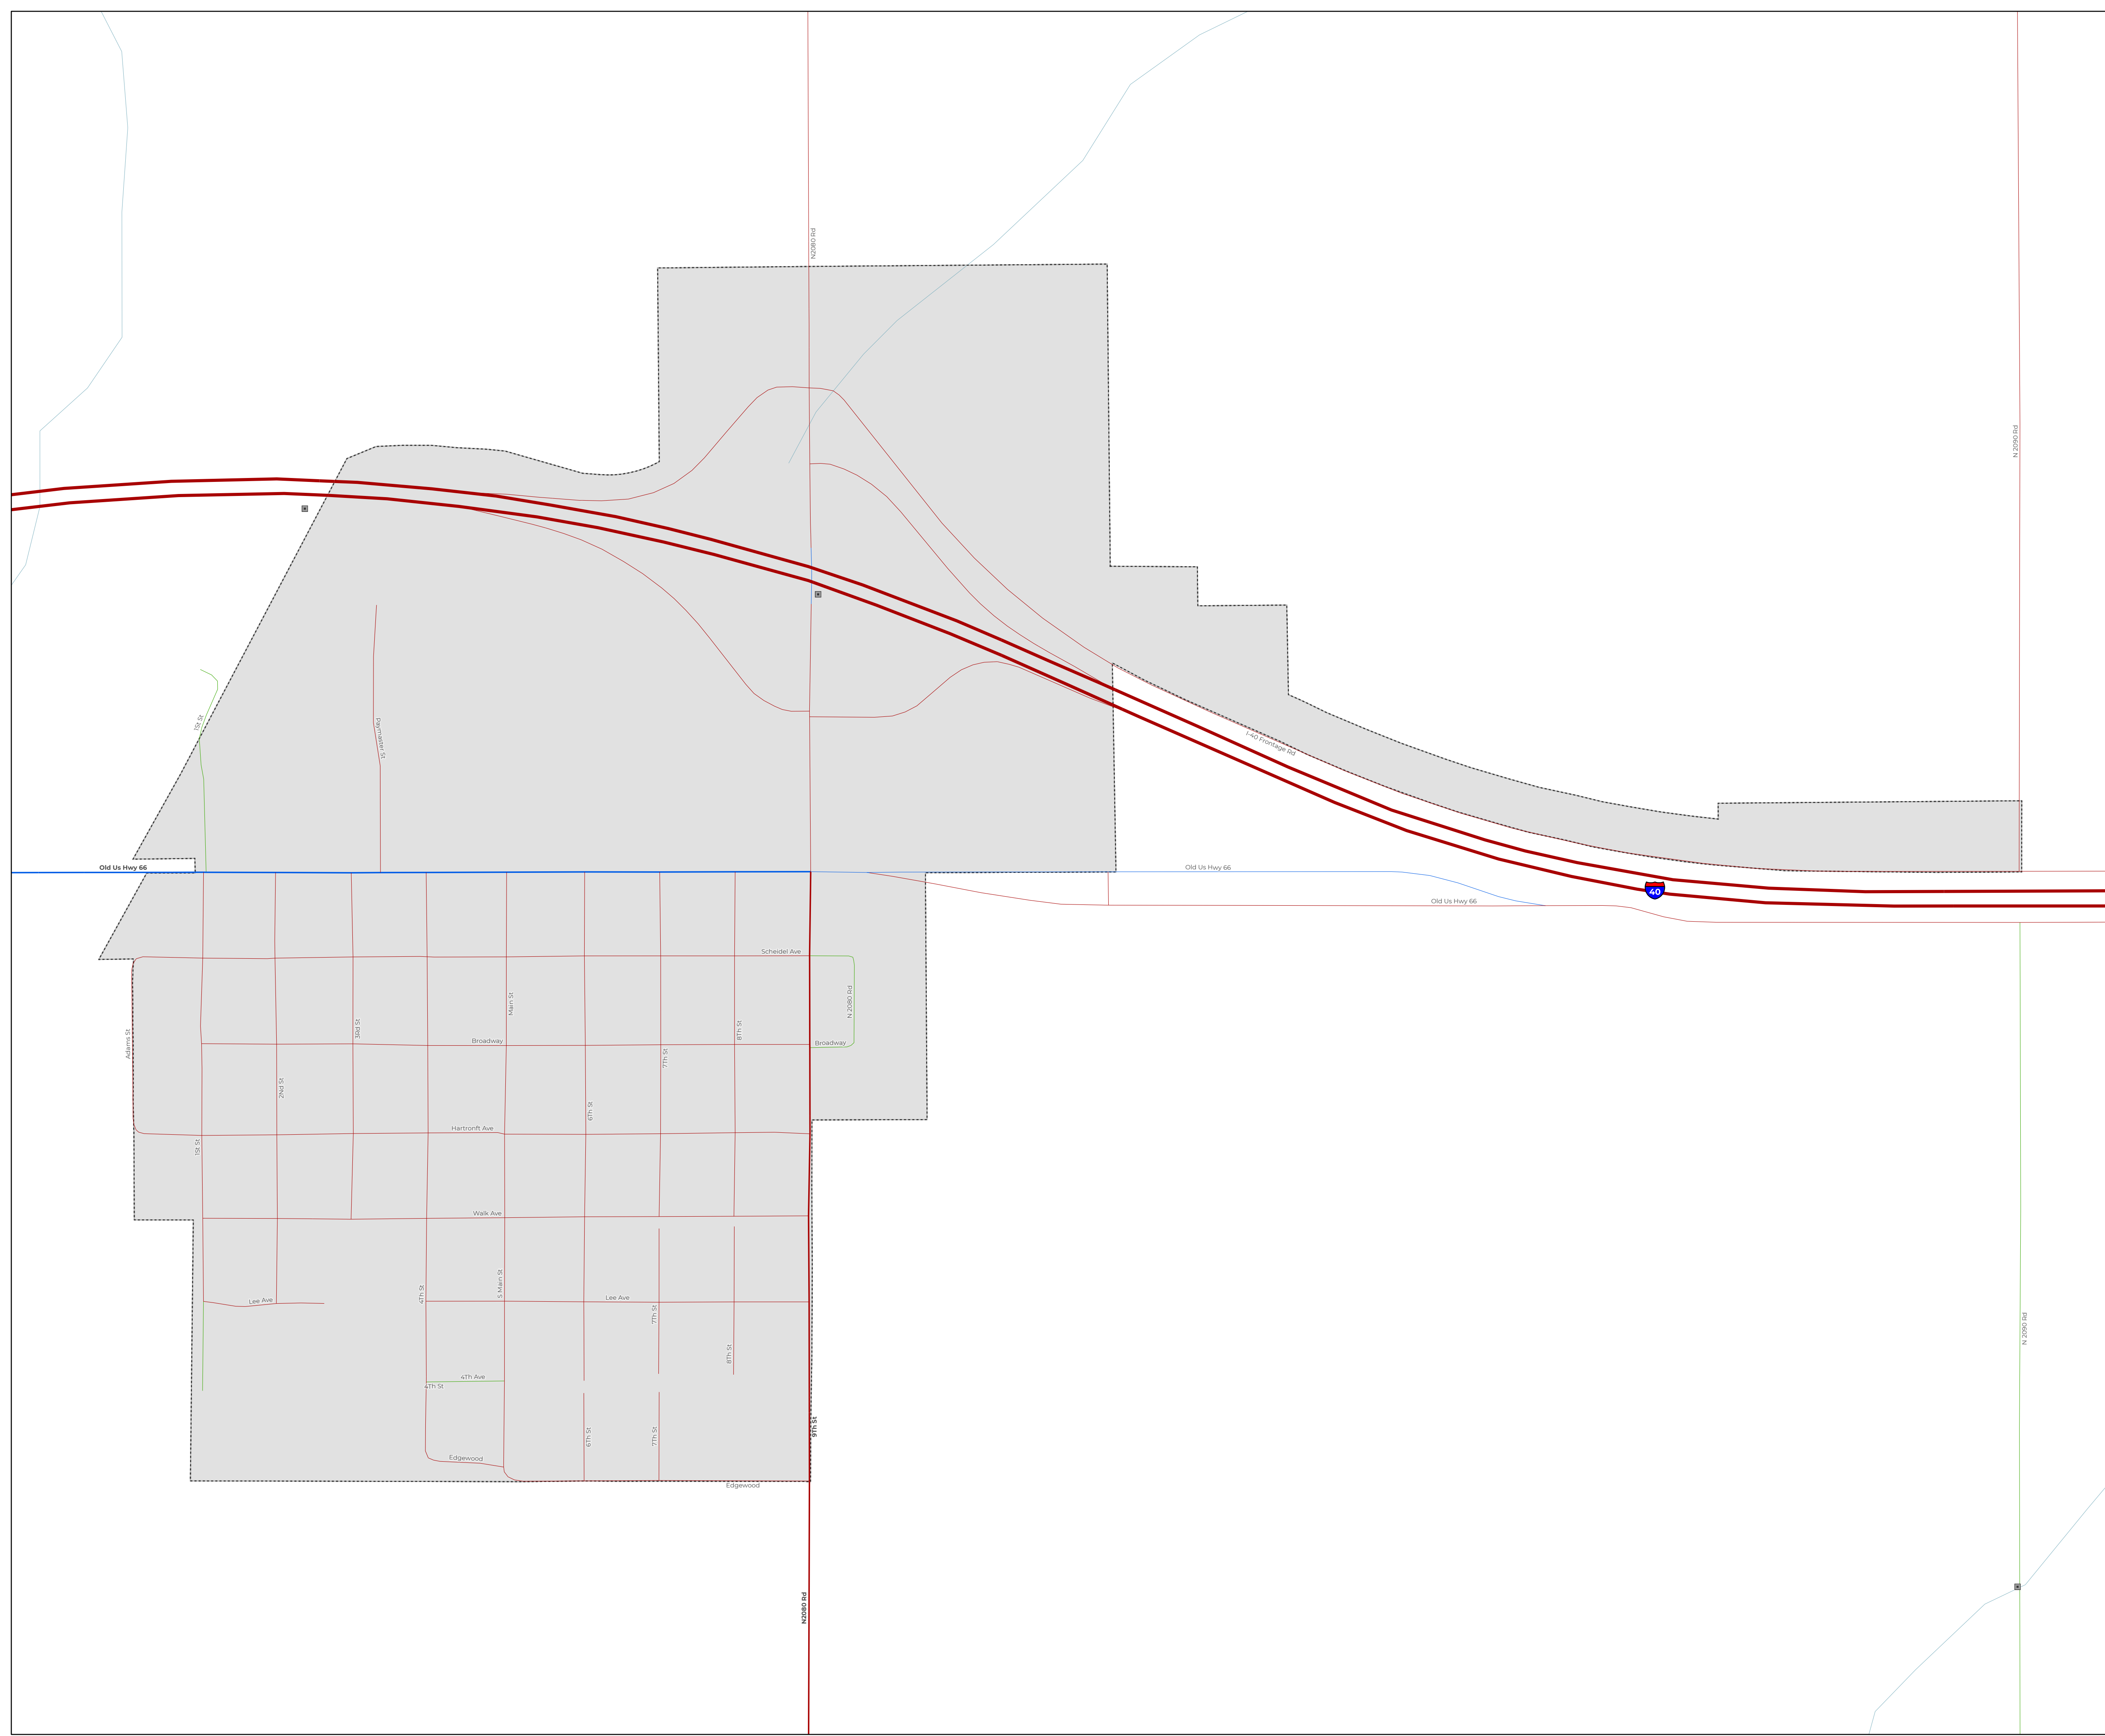 N2080 Rd
N 2090 Rd
1St St
Haymaster St
I-40 Frontage Rd
Old Us Hwy 66
Old Us Hwy 66
40
Old Us Hwy 66
Scheidel Ave
N 2080 Rd
Main St
3Rd St
8Th St
Adams St
Broadway
Broadway
7Th St
2Nd St
6Th St
Hartronft Ave
1St St
Walk Ave
4Th St
S Main St
Lee Ave
Lee Ave
7Th St
N 2090 Rd
8Th St
4Th Ave
4Th St
9Th St
6Th St
7Th St
Edgewood
Edgewood
N2080 Rd